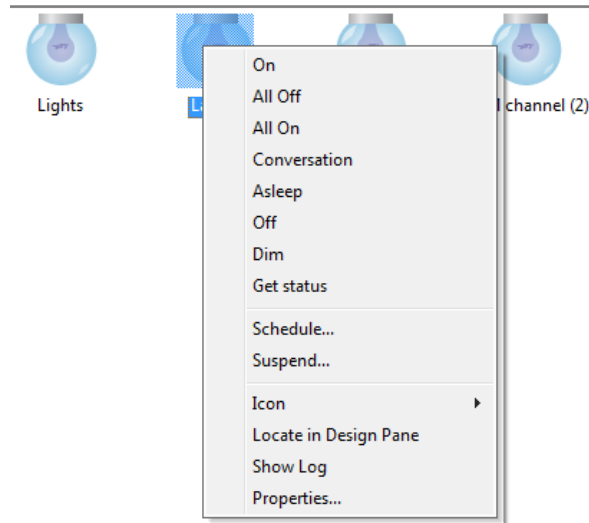 Lights
channel (2)
On
All Off
All On
Conversation
Asleep
Off
Dim
Get status
Schedule...
Suspend...
Icon
Locate in Design Pane
Show Log
Properties...